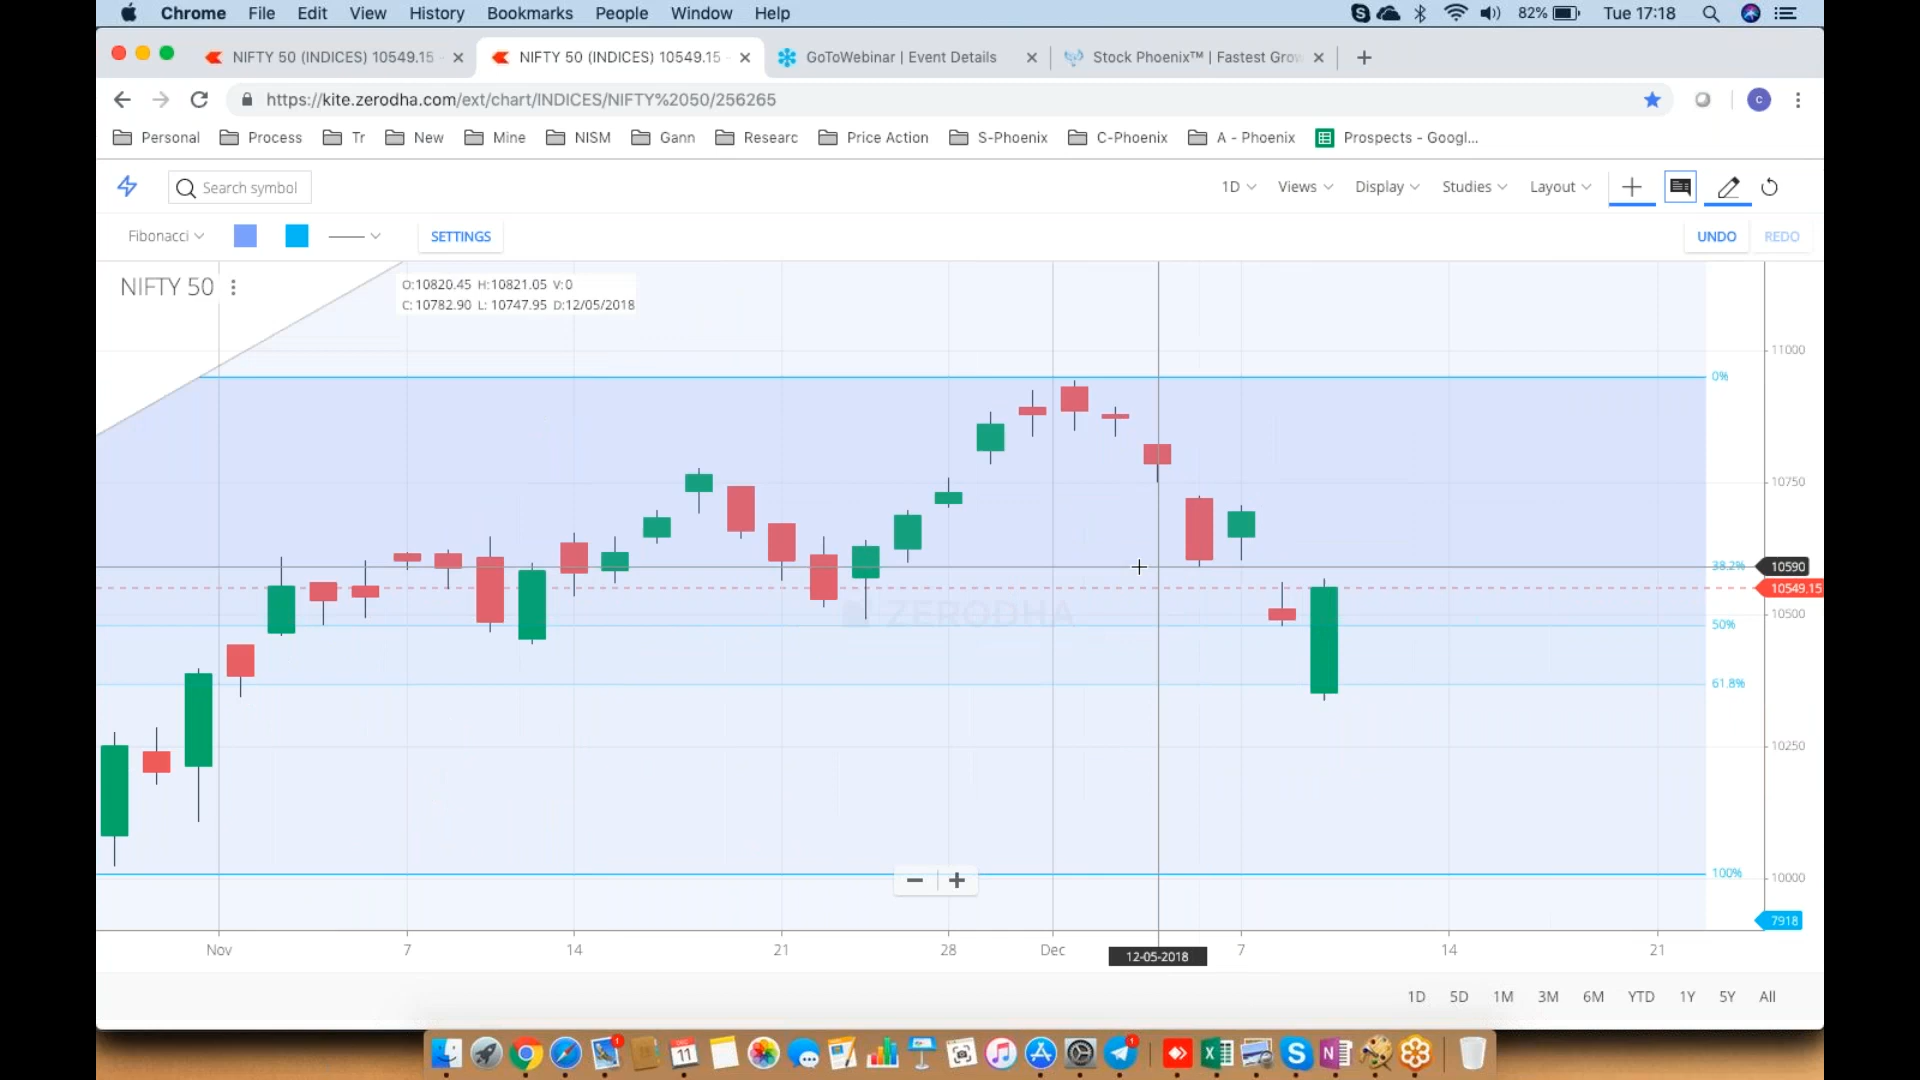 Chrome File Edit View History Bookmarks People Window Help 82% Tue 17:18
NIFTY 50 (INDICES) 10549.15 - NIFTY 50 (INDICES) 10549.15 - GoToWebinar | Event Details Stock Phoenix™ | Fastest Grow
https://kite.zerodha.com/ext/chart/INDICES/NIFTY%2050/256265 c
Personal Process Tr New Mine NISM Gann Researc Price Action S-Phoenix C-Phoenix A - Phoenix Prospects - Googl...
Search symbol 1D Views Display Studies Layout
Fibonacci SETTINGS UNDO REDO
NIFTY 50
O:10820.45 H:10821.05 V:0
C: 10782.90 L: 10747.95 D:12/05/2018
11000
0%
10750
38.2% 10590
10549.15
ZERODHA 10500
50%
61.8%
10250
100% 10000
7918
Nov 7 14 21 28 Dec 12-05-2018 7 14 21
1D 5D 1M 3M 6M YTD 1Y 5Y All